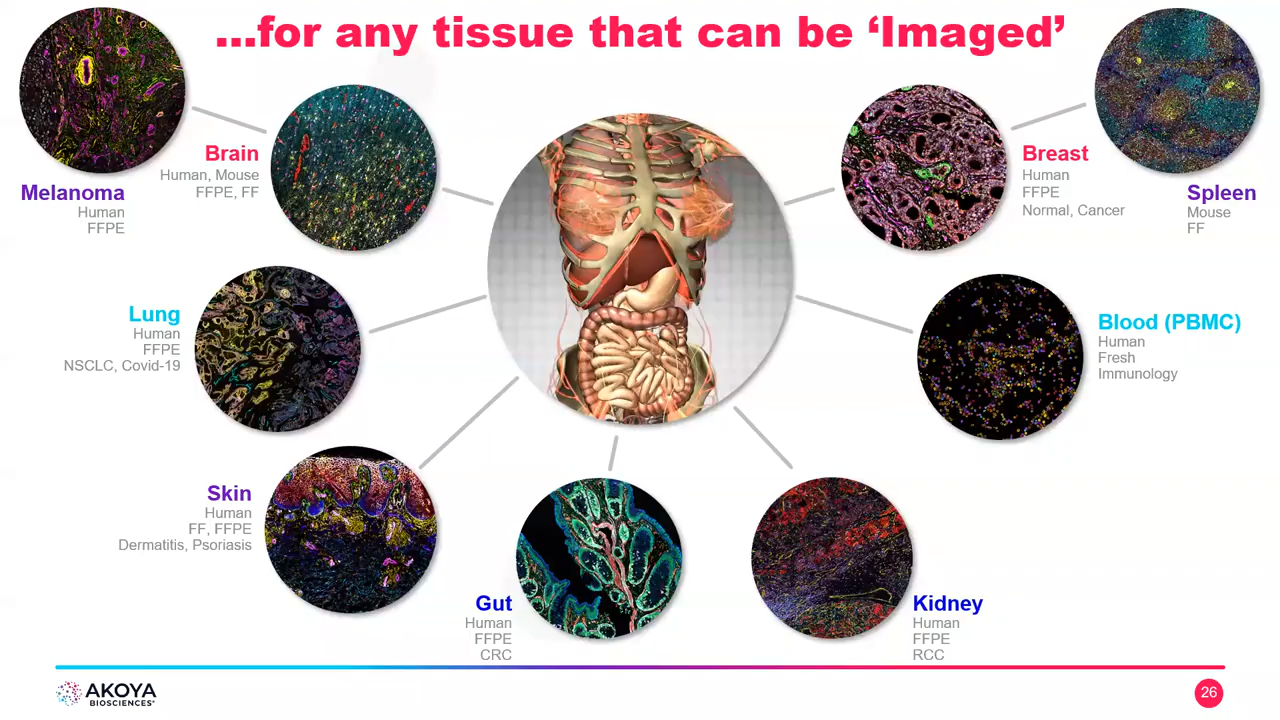 ...for any tissue that can be ‘Imaged’
Melanoma
Human
FFPE
Brain
Human, Mouse
FFPE, FF
Breast
Human
FFPE
Normal, Cancer
Spleen
Mouse
FF
Lung
Human
FFPE
NSCLC, Covid-19
Blood (PBMC)
Human
Fresh
Immunology
Skin
Human
FF, FFPE
Dermatitis, Psoriasis
Gut
Human
FFPE
CRC
Kidney
Human
FFPE
RCC
AKOYA
BIOSCIENCES®
26